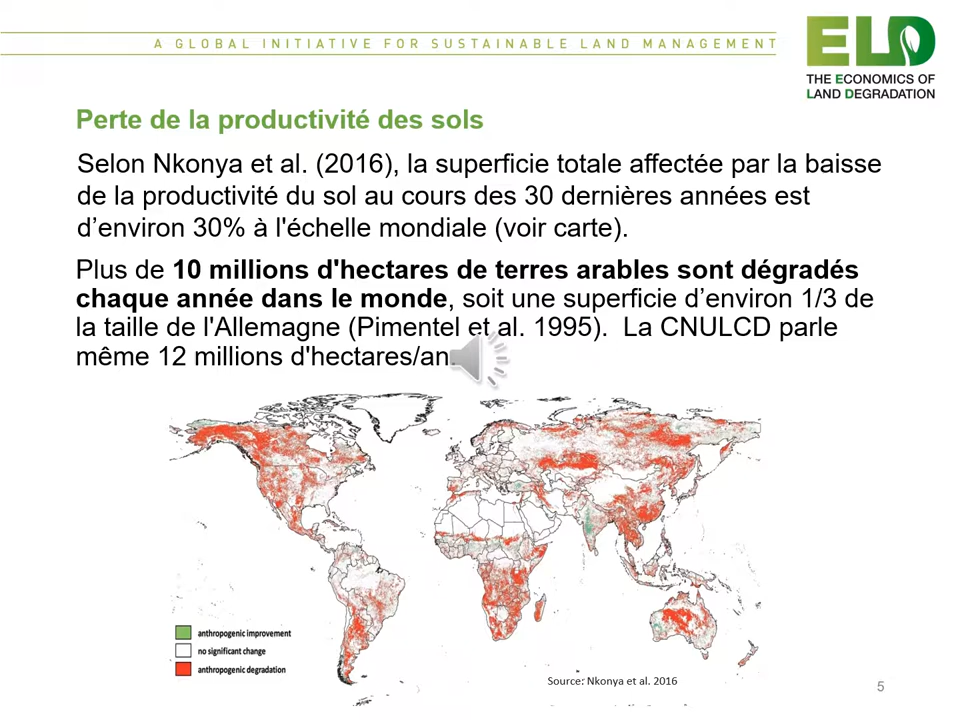 A GLOBAL INITIATIVE FOR SUSTAINABLE LAND MANAGEMENT
ELD
THE ECONOMICS OF
LAND DEGRADATION
Perte de la productivité des sols
Selon Nkonya et al. (2016), la superficie totale affectée par la baisse
de la productivité du sol au cours des 30 dernières années est
d’environ 30% à l'échelle mondiale (voir carte).
Plus de 10 millions d'hectares de terres arables sont dégradés
chaque année dans le monde, soit une superficie d’environ 1/3 de
la taille de l'Allemagne (Pimentel et al. 1995). La CNULCD parle
même 12 millions d'hectares/an.
anthropogenic improvement
no significant change
anthropogenic degradation
Source: Nkonya et al. 2016
5